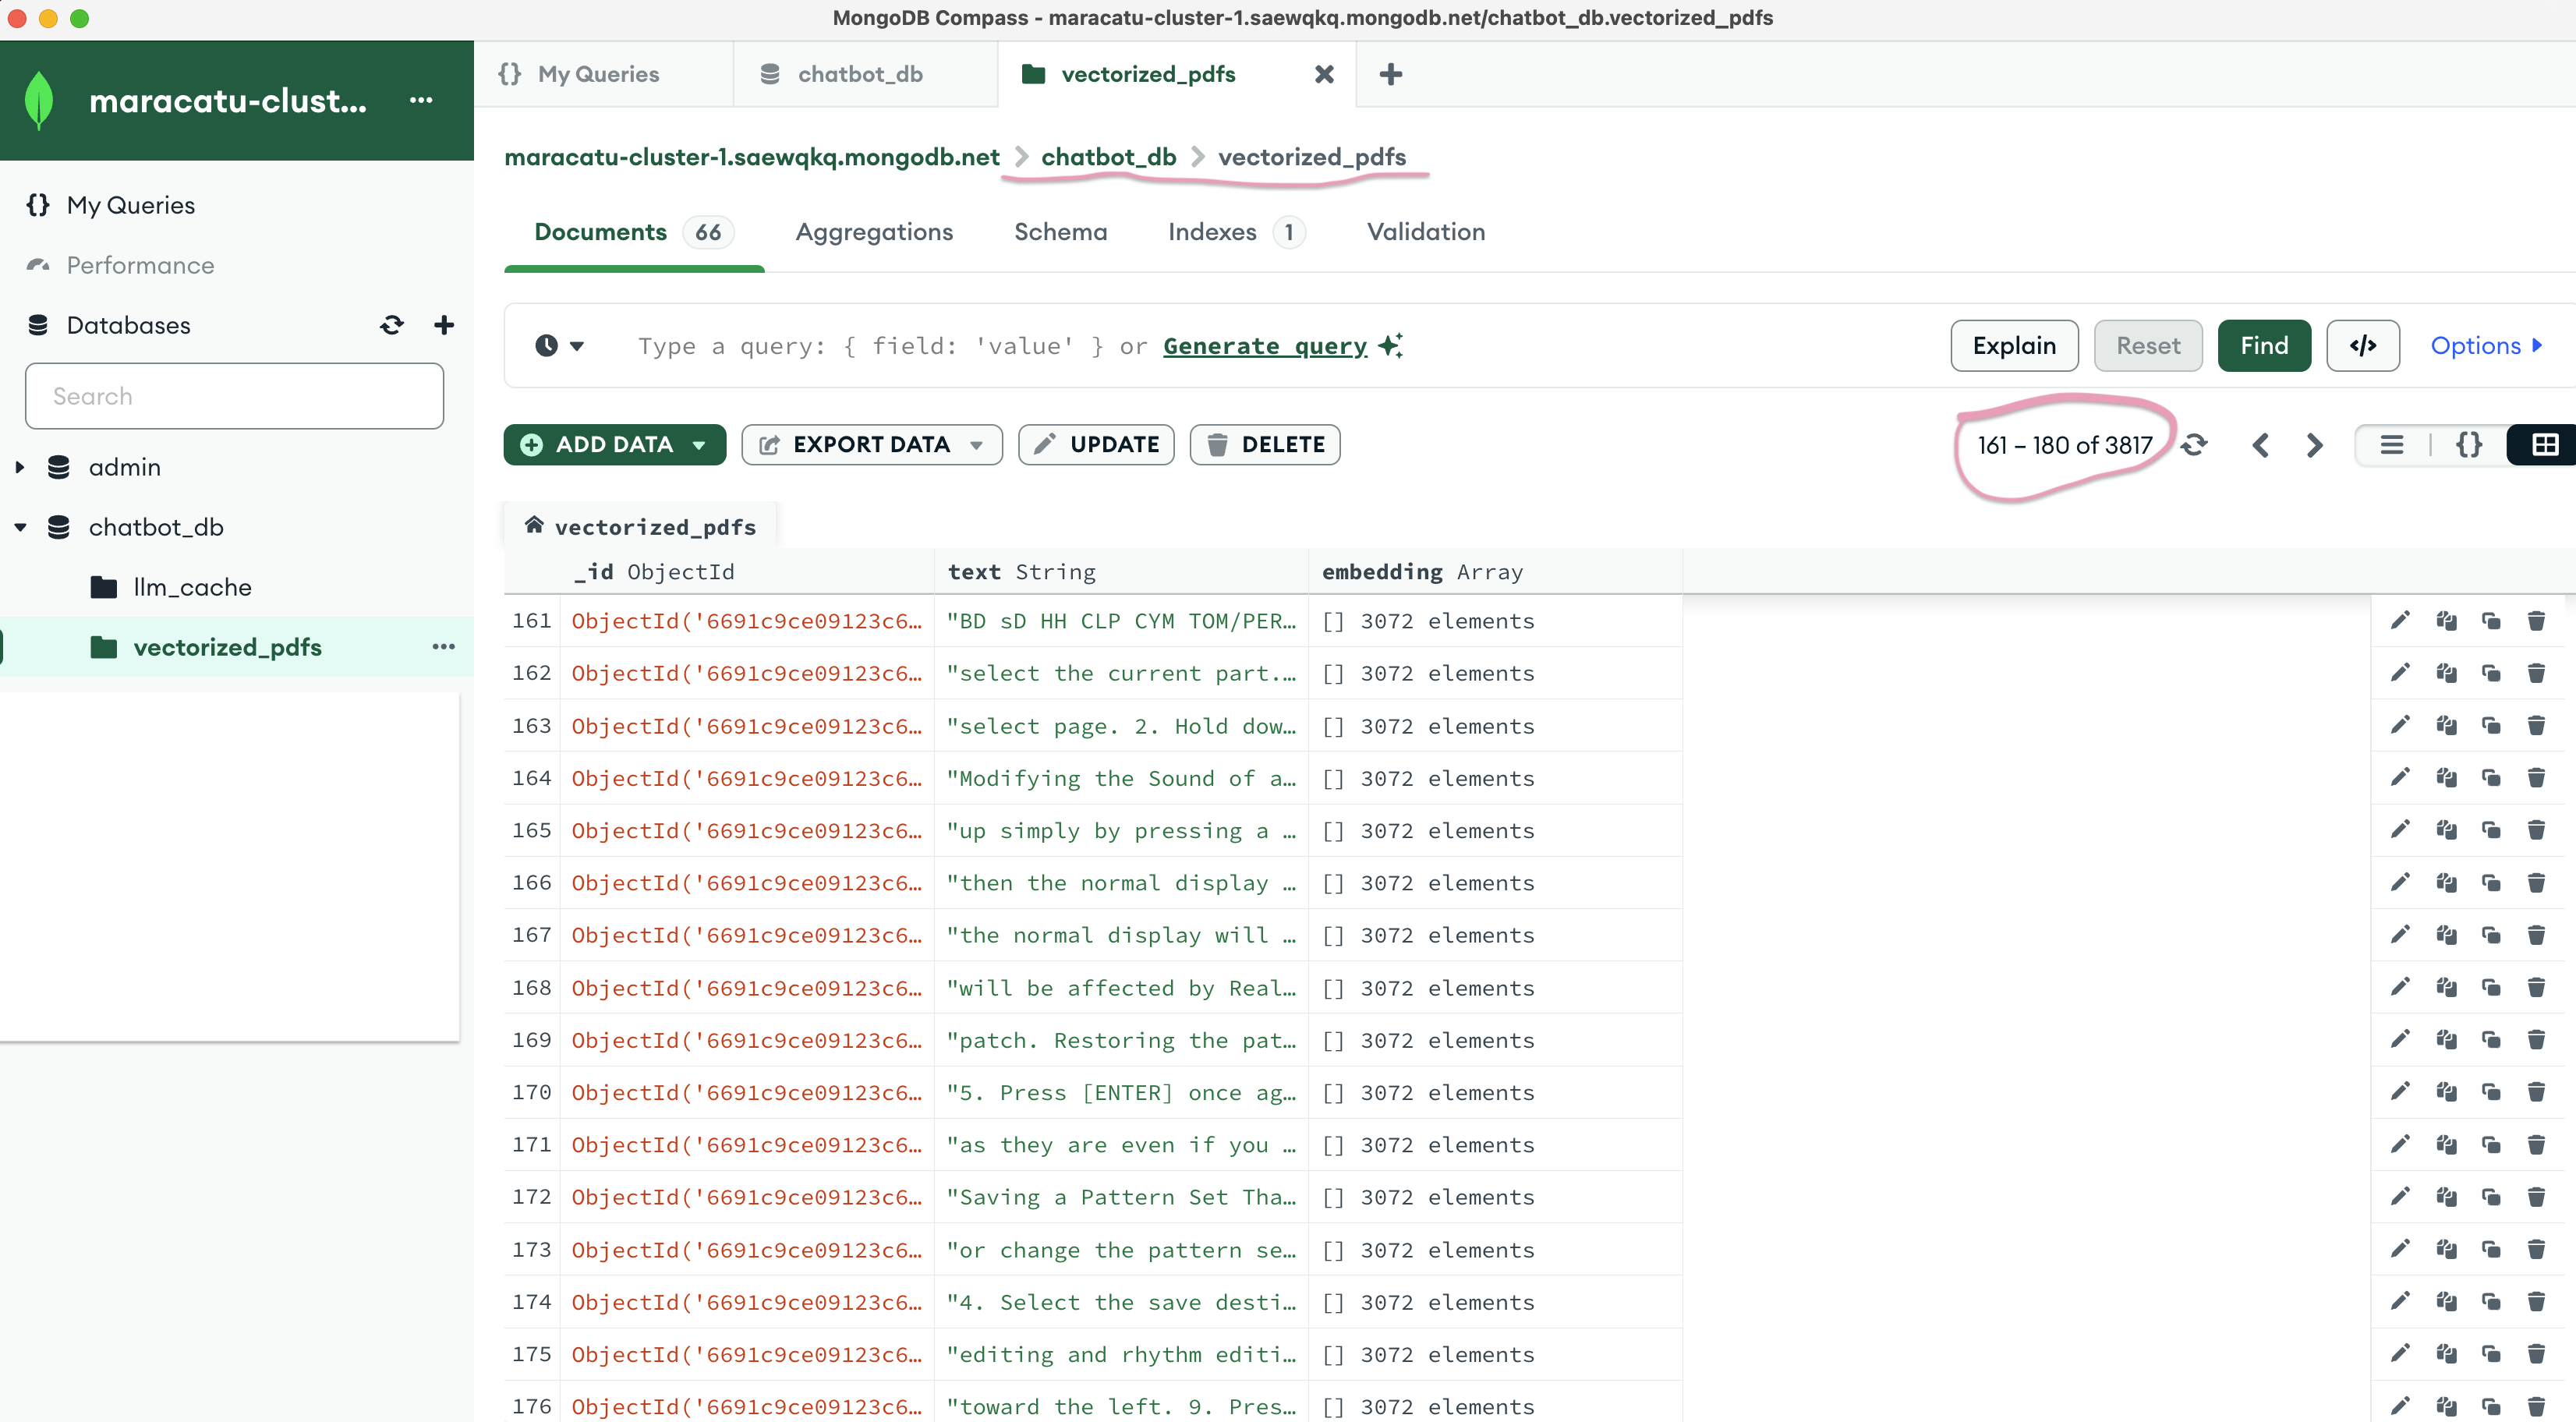 MongoDB Compass - maracatu-cluster-1.saewqkq.mongodb.net/chatbot_db.vectorized_pdfs
maracatu-clust...
My Queries
Performance
Databases
Search
admin
chatbot_db
llm_cache
vectorized_pdfs
My Queries chatbot_db vectorized_pdfs
maracatu-cluster-1.saewqkq.mongodb.net > chatbot_db > vectorized_pdfs
Documents 66 Aggregations Schema Indexes 1 Validation
Type a query: { field: 'value' } or Generate query
Explain Reset Find </> Options
ADD DATA EXPORT DATA UPDATE DELETE 161 – 180 of 3817 {}
vectorized_pdfs
_id ObjectId text String embedding Array
161 ObjectId('6691c9ce09123c6… "BD sD HH CLP CYM TOM/PER… [] 3072 elements
162 ObjectId('6691c9ce09123c6… "select the current part.… [] 3072 elements
163 ObjectId('6691c9ce09123c6… "select page. 2. Hold dow… [] 3072 elements
164 ObjectId('6691c9ce09123c6… "Modifying the Sound of a… [] 3072 elements
165 ObjectId('6691c9ce09123c6… "up simply by pressing a … [] 3072 elements
166 ObjectId('6691c9ce09123c6… "then the normal display … [] 3072 elements
167 ObjectId('6691c9ce09123c6… "the normal display will … [] 3072 elements
168 ObjectId('6691c9ce09123c6… "will be affected by Real… [] 3072 elements
169 ObjectId('6691c9ce09123c6… "patch. Restoring the pat… [] 3072 elements
170 ObjectId('6691c9ce09123c6… "5. Press [ENTER] once ag… [] 3072 elements
171 ObjectId('6691c9ce09123c6… "as they are even if you … [] 3072 elements
172 ObjectId('6691c9ce09123c6… "Saving a Pattern Set Tha… [] 3072 elements
173 ObjectId('6691c9ce09123c6… "or change the pattern se… [] 3072 elements
174 ObjectId('6691c9ce09123c6… "4. Select the save desti… [] 3072 elements
175 ObjectId('6691c9ce09123c6… "editing and rhythm editi… [] 3072 elements
176 ObjectId('6691c9ce09123c6… "toward the left. 9. Pres… [] 3072 elements